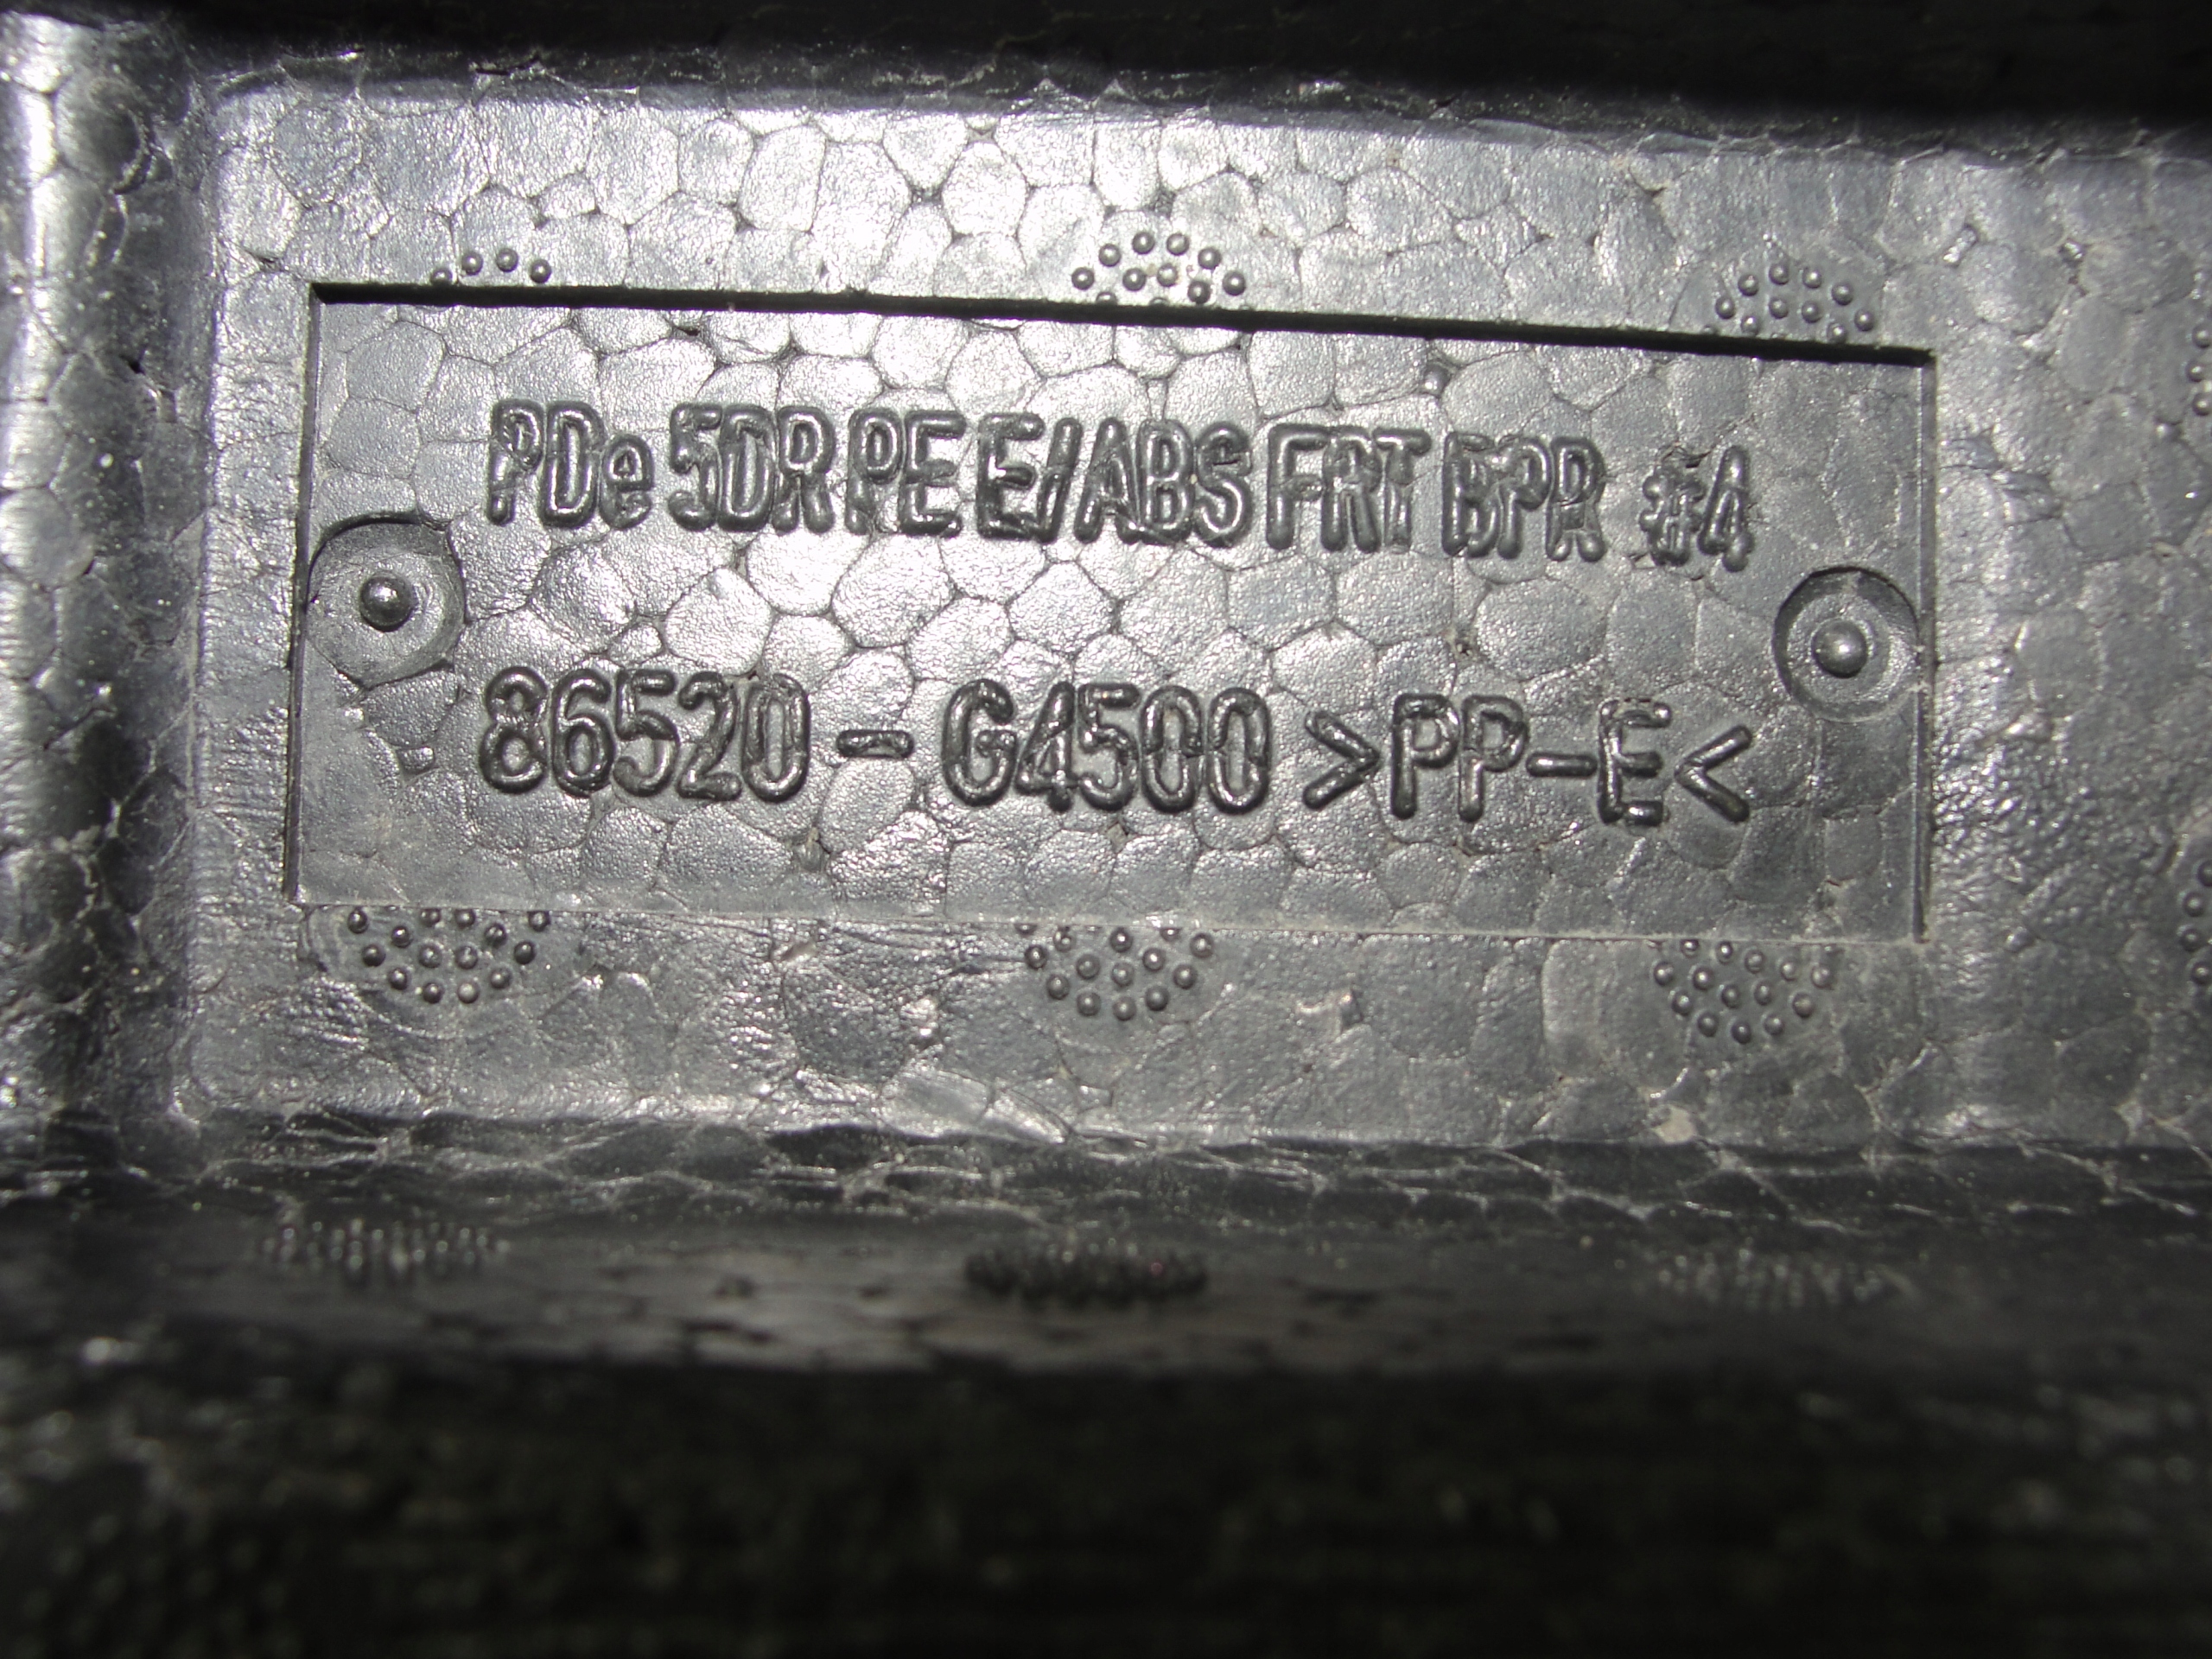 PDe 5DR PE E/ABS FRT BPR #4
86520-G4500 >PP-E<